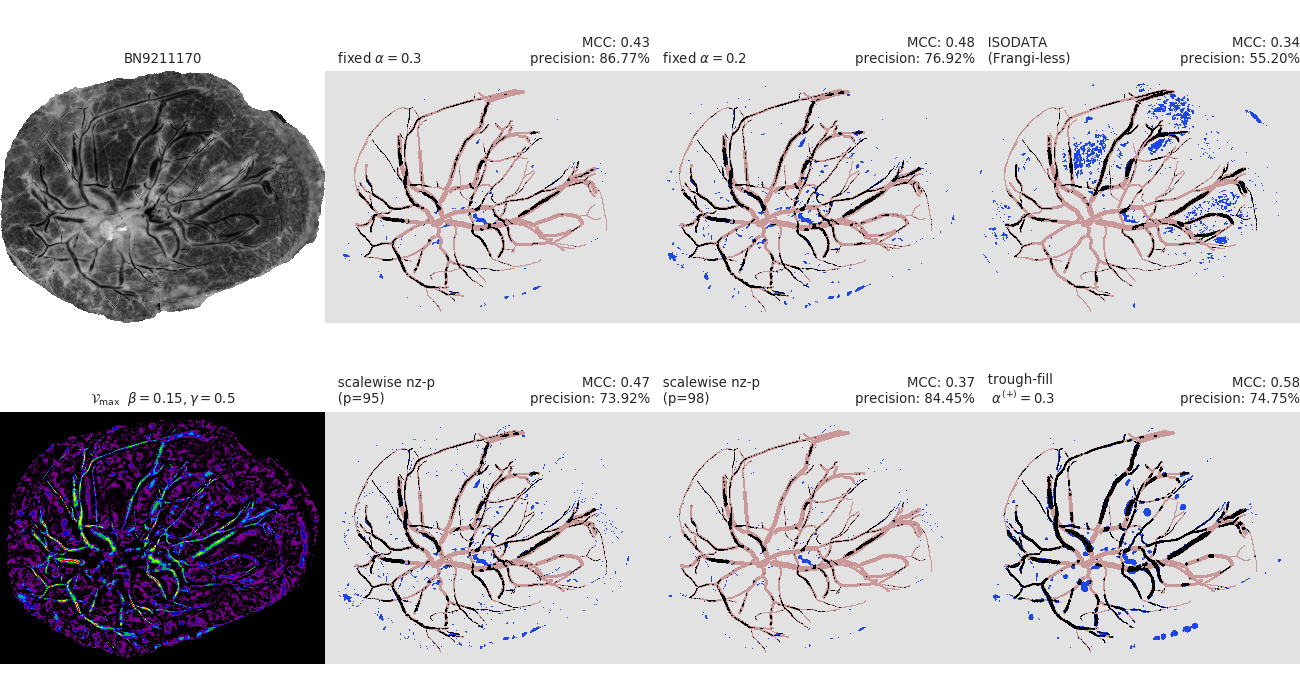 BN9211170
fixed α = 0.3
MCC: 0.43
precision: 86.77%
fixed α = 0.2
MCC: 0.48
precision: 76.92%
ISODATA
(Frangi-less)
MCC: 0.34
precision: 55.20%
𝒱max β = 0.15, γ = 0.5
scalewise nz-p
(p=95)
MCC: 0.47
precision: 73.92%
scalewise nz-p
(p=98)
MCC: 0.37
precision: 84.45%
trough-fill
α(+) = 0.3
MCC: 0.58
precision: 74.75%